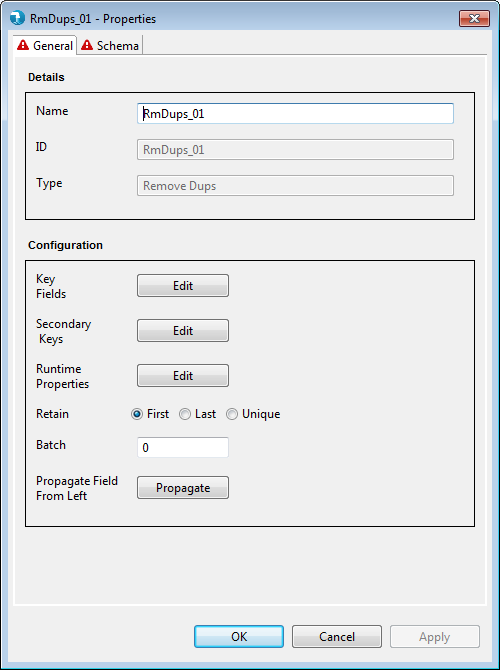 RmDups_01 - Properties
General Schema
Details
Name RmDups_01
ID RmDups_01
Type Remove Dups
Configuration
Key
Fields Edit
Secondary
Keys Edit
Runtime
Properties Edit
Retain First Last Unique
Batch 0
Propagate Field
From Left Propagate
OK Cancel Apply